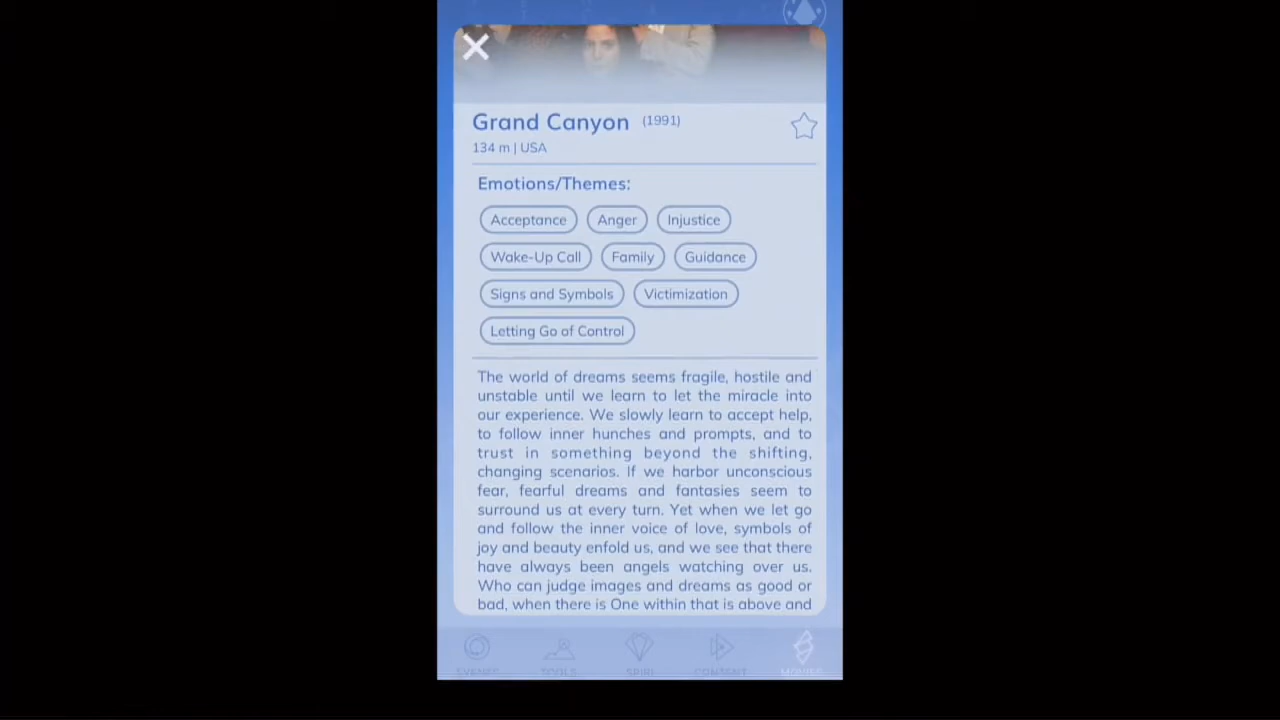 Grand Canyon (1991)
134 m | USA
Emotions/Themes:
Acceptance Anger Injustice
Wake-Up Call Family Guidance
Signs and Symbols Victimization
Letting Go of Control
The world of dreams seems fragile, hostile and
unstable until we learn to let the miracle into
our experience. We slowly learn to accept help,
to follow inner hunches and prompts, and to
trust in something beyond the shifting,
changing scenarios. If we harbor unconscious
fear, fearful dreams and fantasies seem to
surround us at every turn. Yet when we let go
and follow the inner voice of love, symbols of
joy and beauty enfold us, and we see that there
have always been angels watching over us.
Who can judge images and dreams as good or
bad, when there is One within that is above and
EVENTS TOOLS CONTENT MOVIES